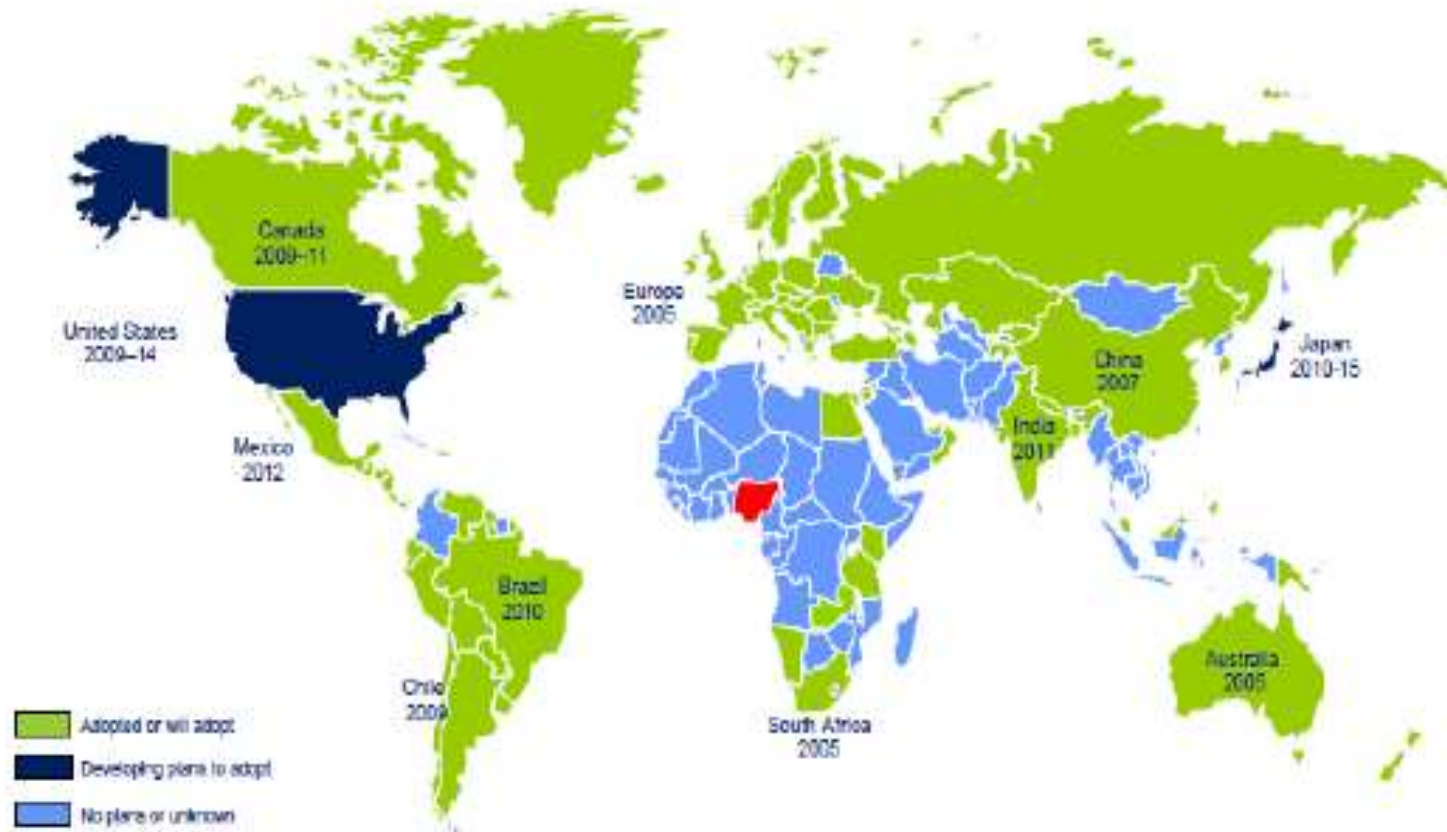 Canada
2009–11
United States
2009–14
Mexico
2012
Europe
2005
China
2007
Japan
2010-15
India
2011
Brazil
2010
Chile
2009
South Africa
2005
Australia
2005
Adopted or will adopt
Developing plans to adopt
No plans or unknown